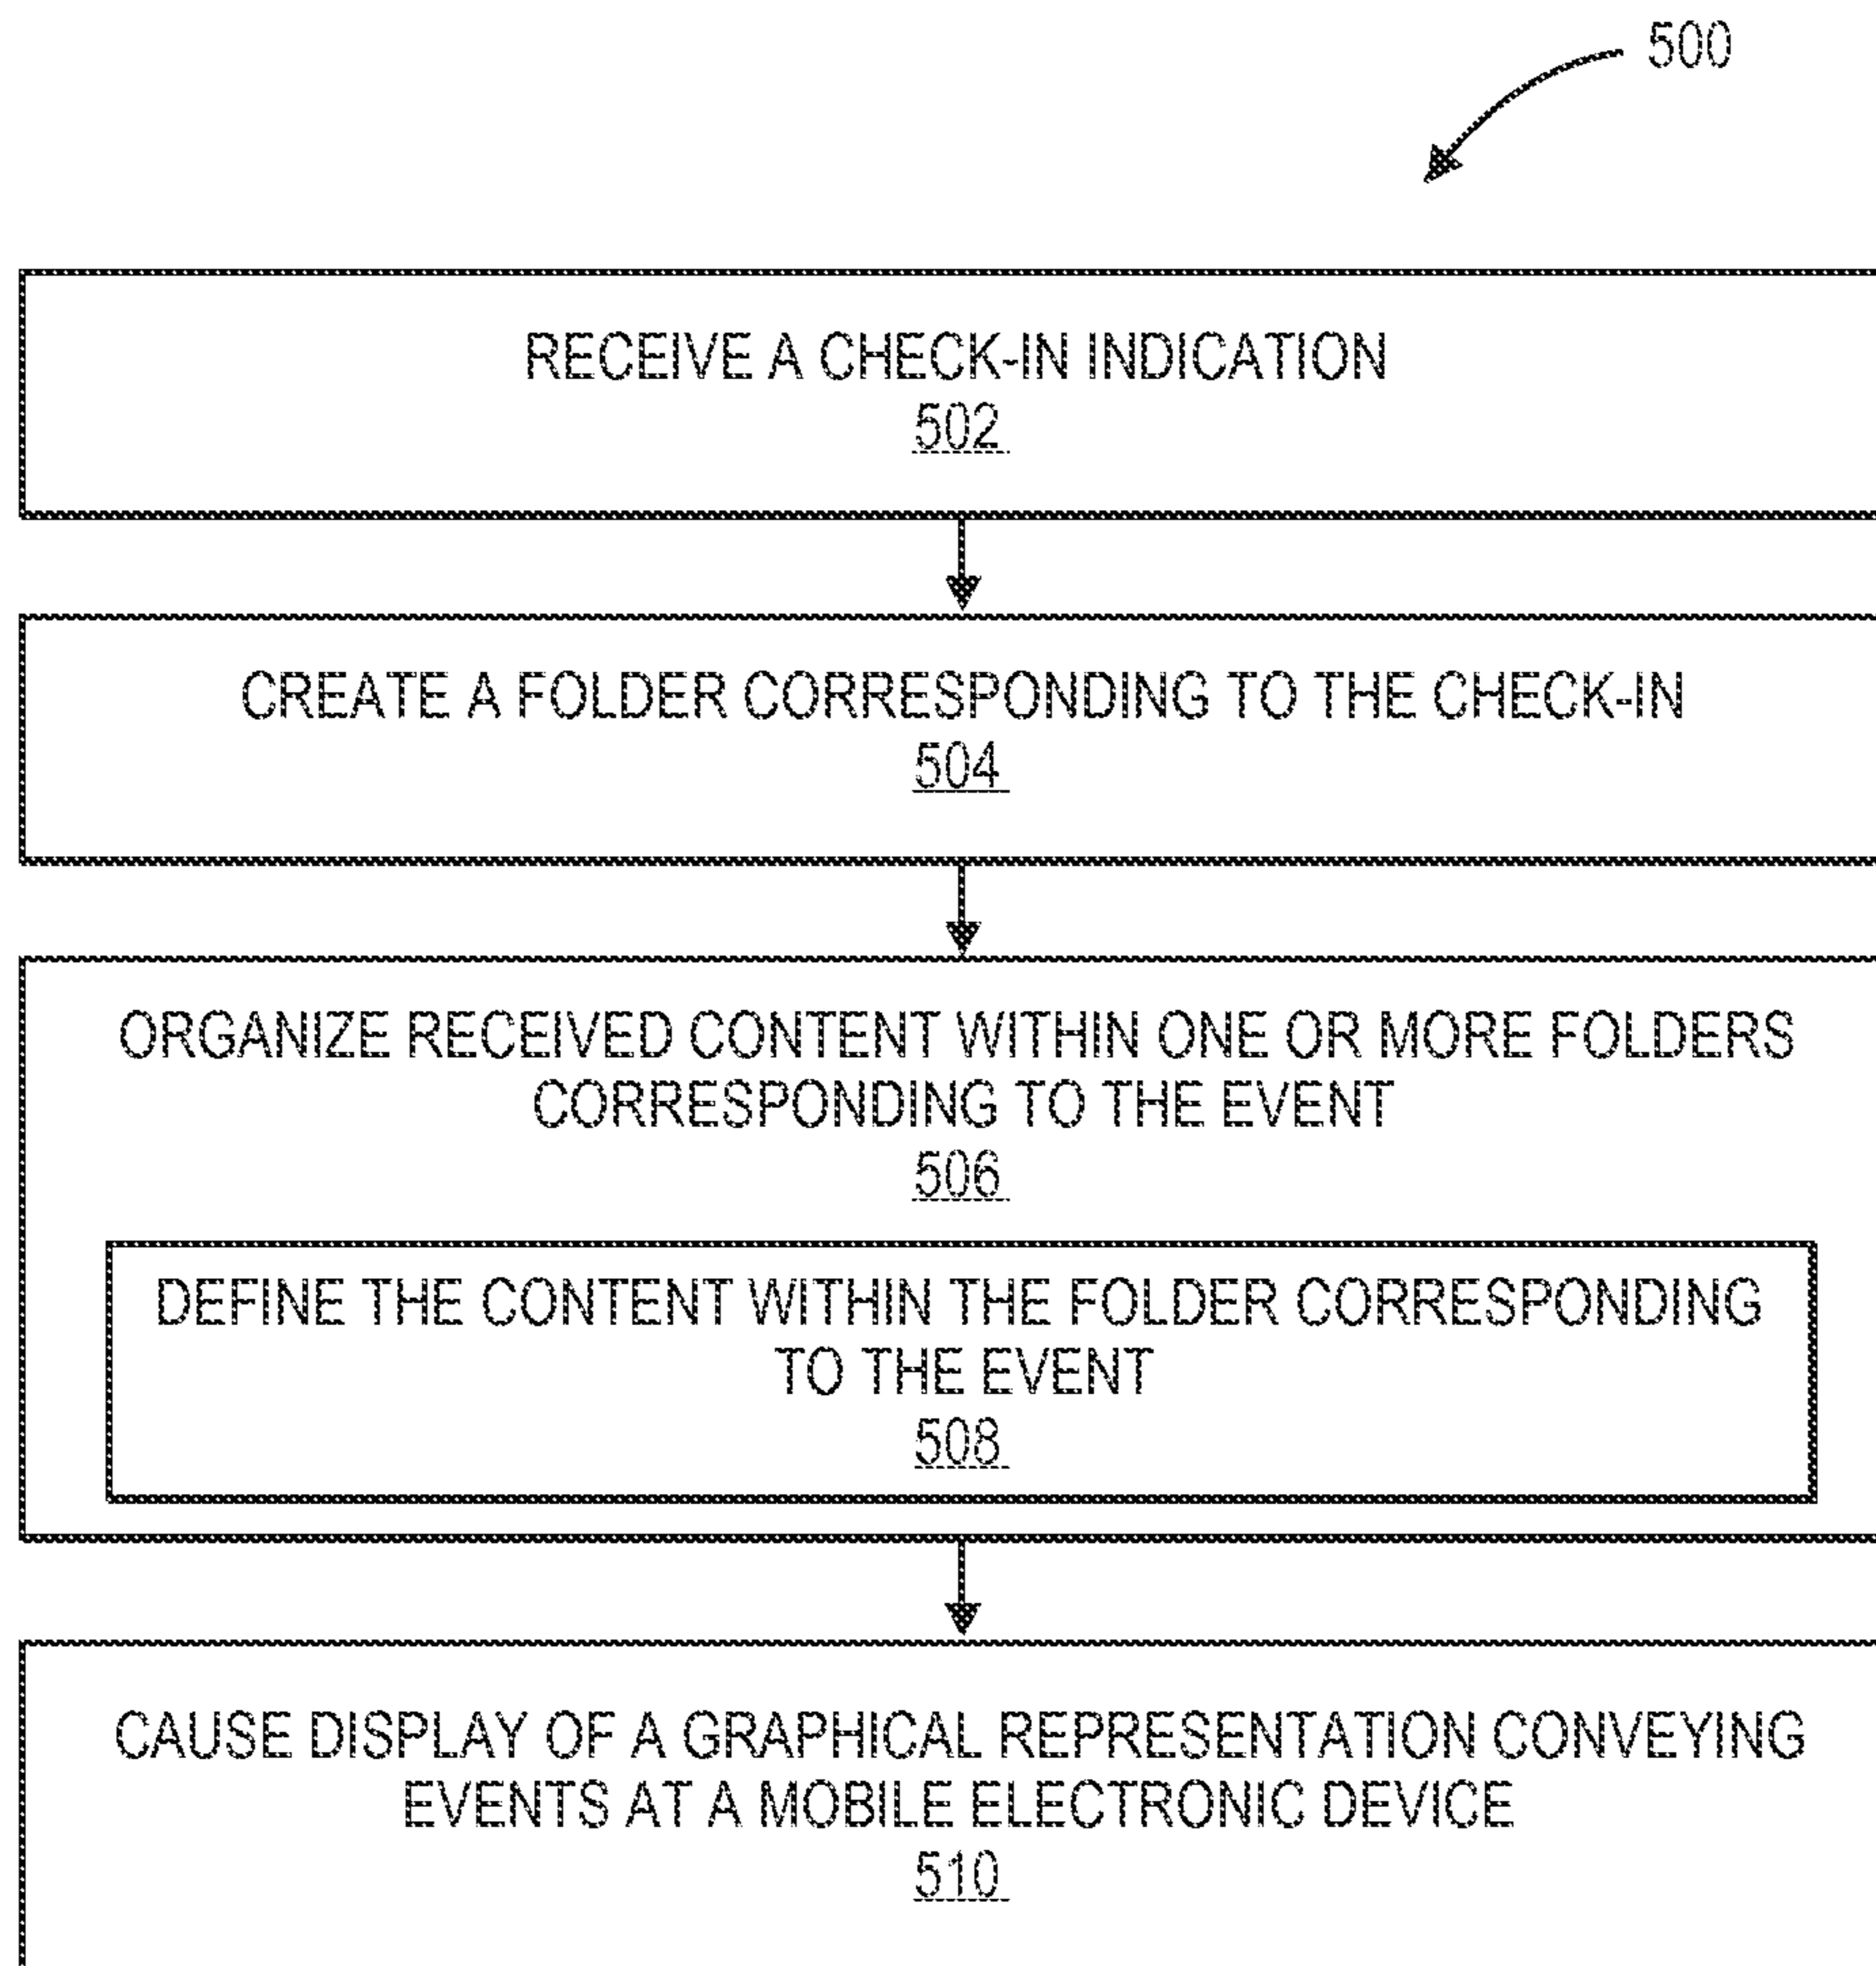 500
RECEIVE A CHECK-IN INDICATION
502
CREATE A FOLDER CORRESPONDING TO THE CHECK-IN
504
ORGANIZE RECEIVED CONTENT WITHIN ONE OR MORE FOLDERS
CORRESPONDING TO THE EVENT
506
DEFINE THE CONTENT WITHIN THE FOLDER CORRESPONDING
TO THE EVENT
508
CAUSE DISPLAY OF A GRAPHICAL REPRESENTATION CONVEYING
EVENTS AT A MOBILE ELECTRONIC DEVICE
510